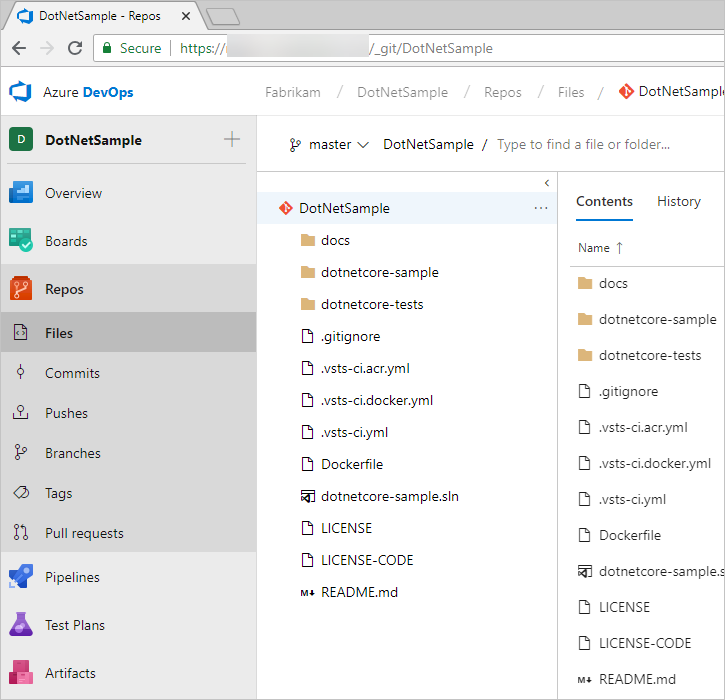 DotNetSample - Repos
Secure https:// /_git/DotNetSample
Azure DevOps
Fabrikam / DotNetSample / Repos / Files /
D DotNetSample
Overview
Boards
Repos
Files
Commits
Pushes
Branches
Tags
Pull requests
Pipelines
Test Plans
Artifacts
master DotNetSample / Type to find a file or folder...
DotNetSample ...
docs
dotnetcore-sample
dotnetcore-tests
.gitignore
.vsts-ci.acr.yml
.vsts-ci.docker.yml
.vsts-ci.yml
Dockerfile
dotnetcore-sample.sln
LICENSE
LICENSE-CODE
M↓ README.md
Contents History
Name ↑
docs
dotnetcore-sample
dotnetcore-tests
.gitignore
.vsts-ci.acr.yml
.vsts-ci.docker.yml
.vsts-ci.yml
Dockerfile
dotnetcore-sample.s
LICENSE
LICENSE-CODE
M↓ README.md